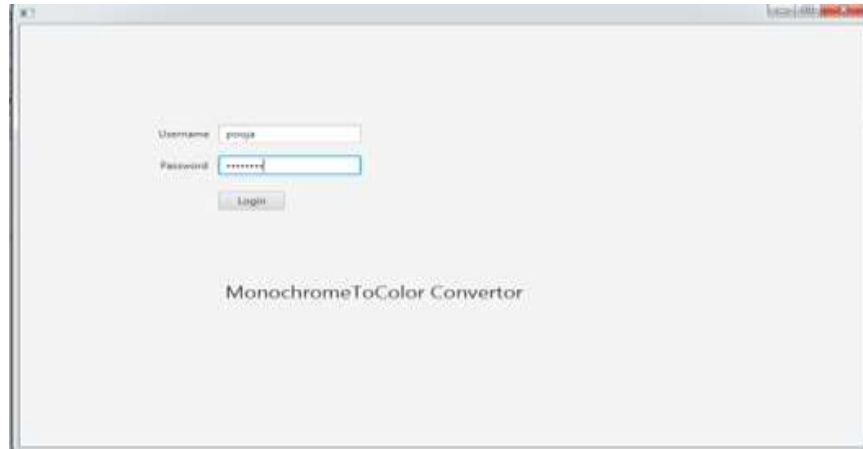 Username pooja
Password ••••••••
Login
MonochromeToColor Convertor